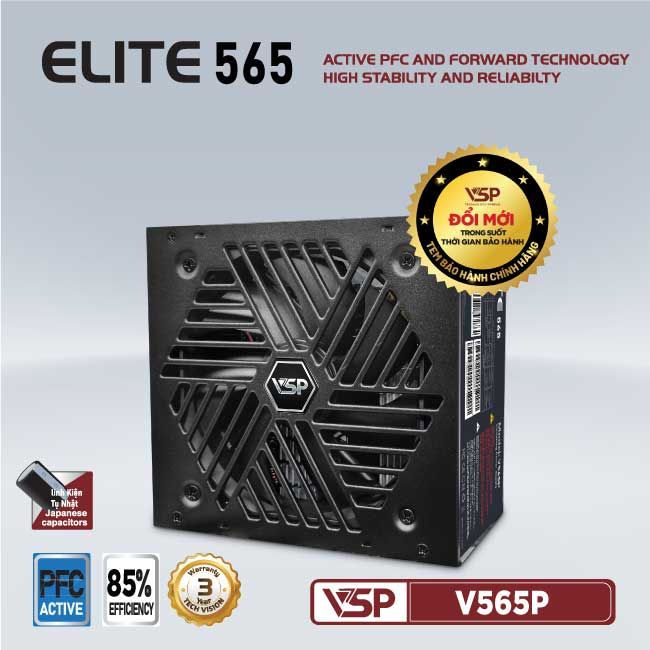 ELITE 565
ACTIVE PFC AND FORWARD TECHNOLOGY
HIGH STABILITY AND RELIABILTY
VSP
ĐỔI MỚI
TRONG SUỐT
THỜI GIAN BẢO HÀNH
TEM BẢO HÀNH CHÍNH HÃNG
VSP
Linh Kiện
Tụ Nhật
Japanese
capacitors
PFC
ACTIVE
85%
EFFICIENCY
Warranty
3
Year
TECH VISION
VSP
V565P